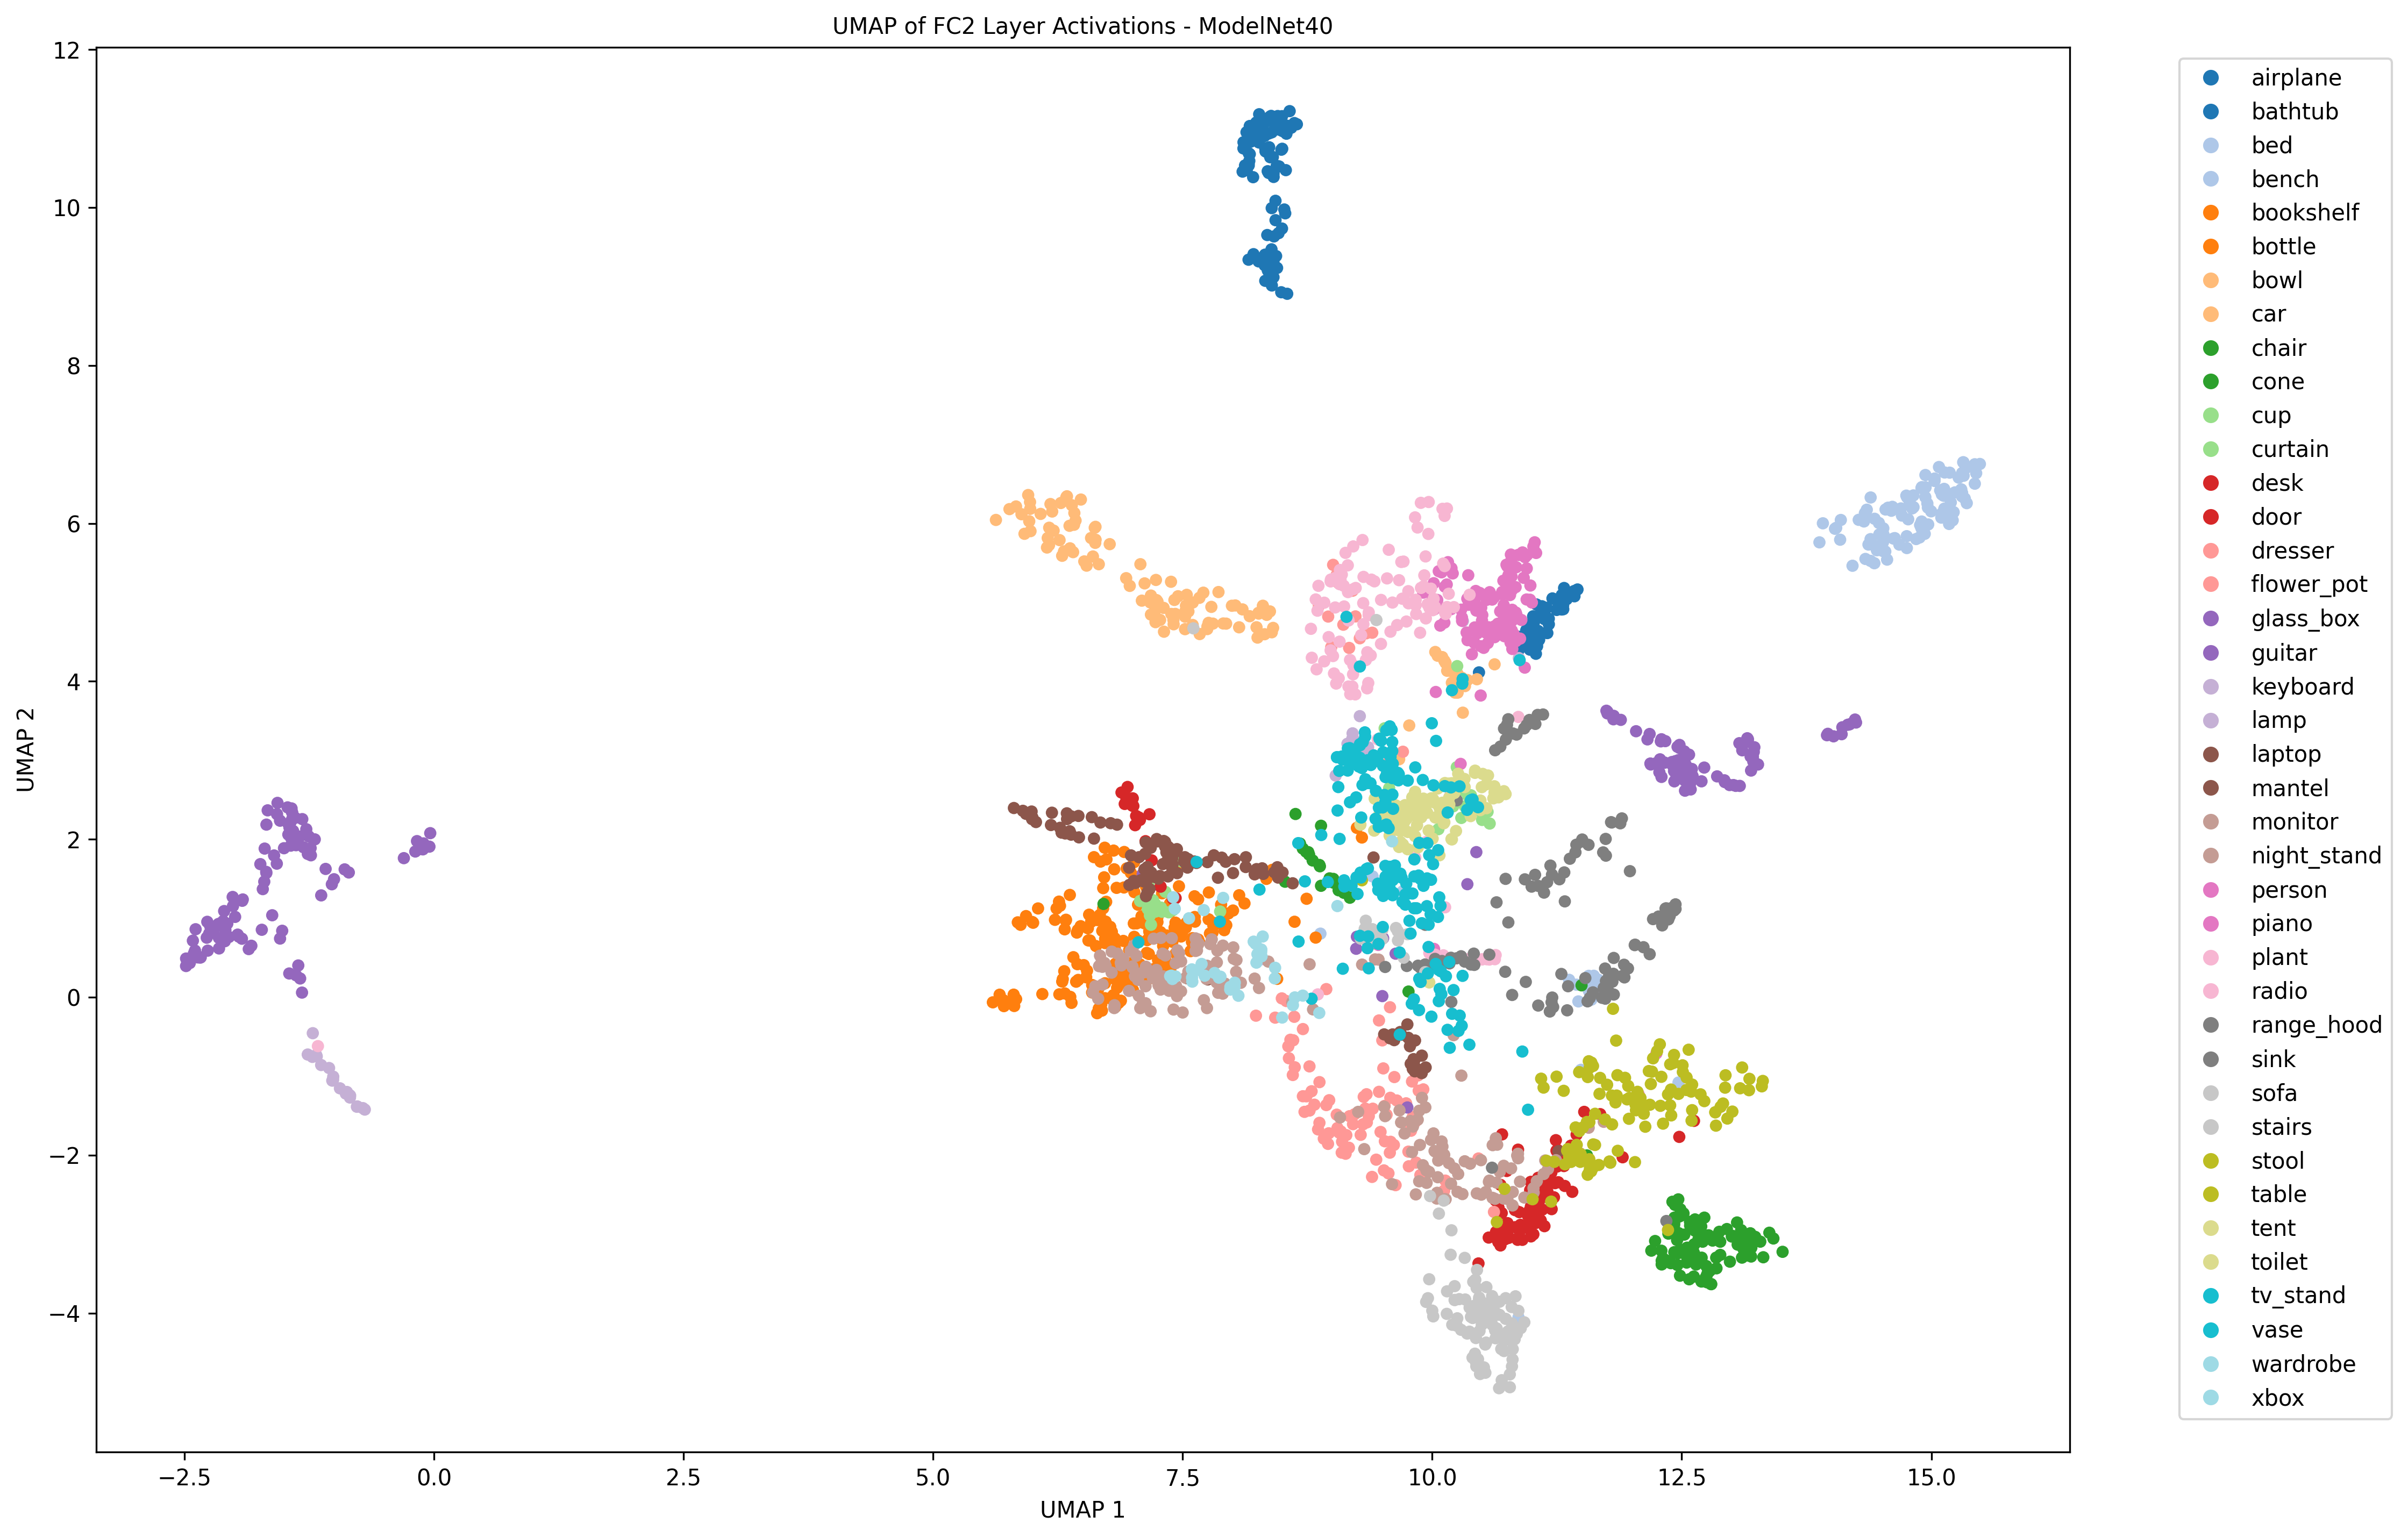 UMAP of FC2 Layer Activations - ModelNet40
12
10
8
6
4
2
0
−2
−4
UMAP 2
−2.5 0.0 2.5 5.0 7.5 10.0 12.5 15.0
UMAP 1
airplane
bathtub
bed
bench
bookshelf
bottle
bowl
car
chair
cone
cup
curtain
desk
door
dresser
flower_pot
glass_box
guitar
keyboard
lamp
laptop
mantel
monitor
night_stand
person
piano
plant
radio
range_hood
sink
sofa
stairs
stool
table
tent
toilet
tv_stand
vase
wardrobe
xbox